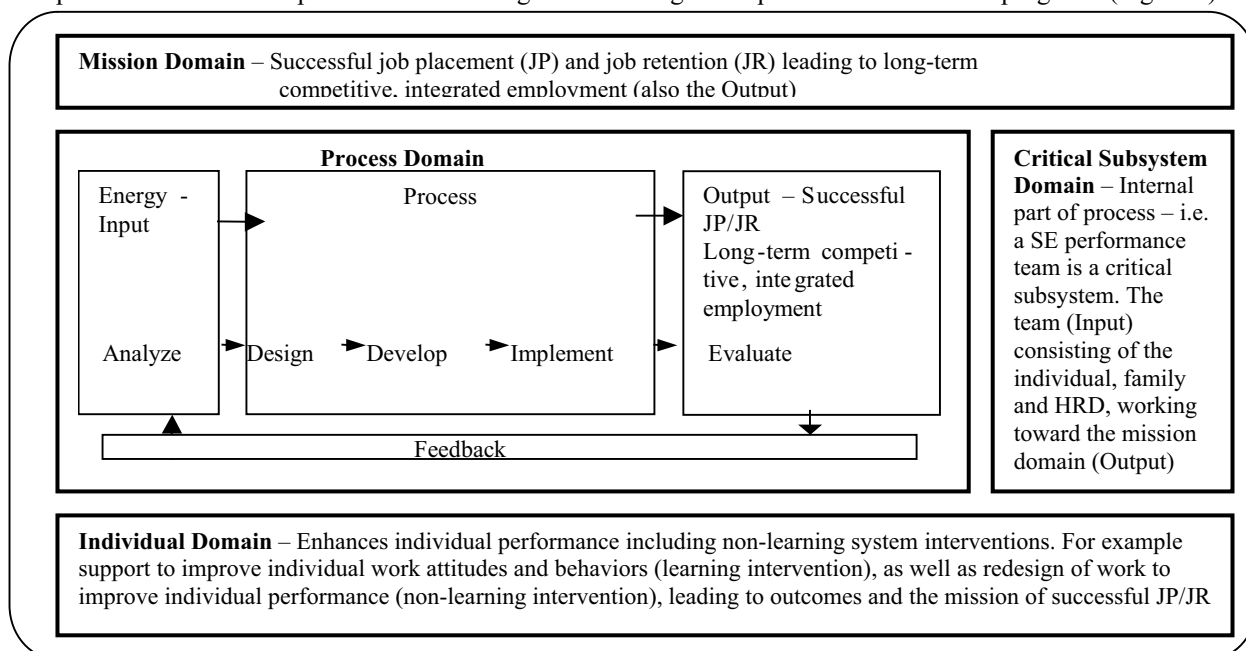 Mission Domain – Successful job placement (JP) and job retention (JR) leading to long-term
competitive, integrated employment (also the Output)
Process Domain
Energy -
Input
Process
Output – Successful
JP/JR
Long-term competi -
tive, integrated
employment
Analyze
Design
Develop
Implement
Evaluate
Feedback
Critical Subsystem
Domain – Internal
part of process – i.e.
a SE performance
team is a critical
subsystem. The
team (Input)
consisting of the
individual, family
and HRD, working
toward the mission
domain (Output)
Individual Domain – Enhances individual performance including non-learning system interventions. For example
support to improve individual work attitudes and behaviors (learning intervention), as well as redesign of work to
improve individual performance (non-learning intervention), leading to outcomes and the mission of successful JP/JR